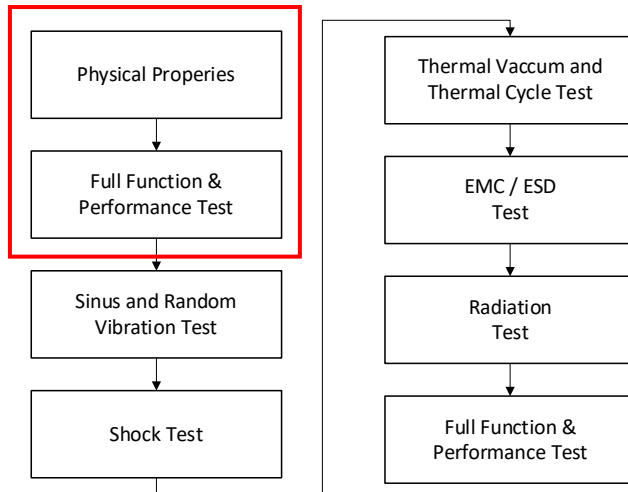 Physical Properies
Full Function &
Performance Test
Sinus and Random
Vibration Test
Shock Test
Thermal Vaccum and
Thermal Cycle Test
EMC / ESD
Test
Radiation
Test
Full Function &
Performance Test